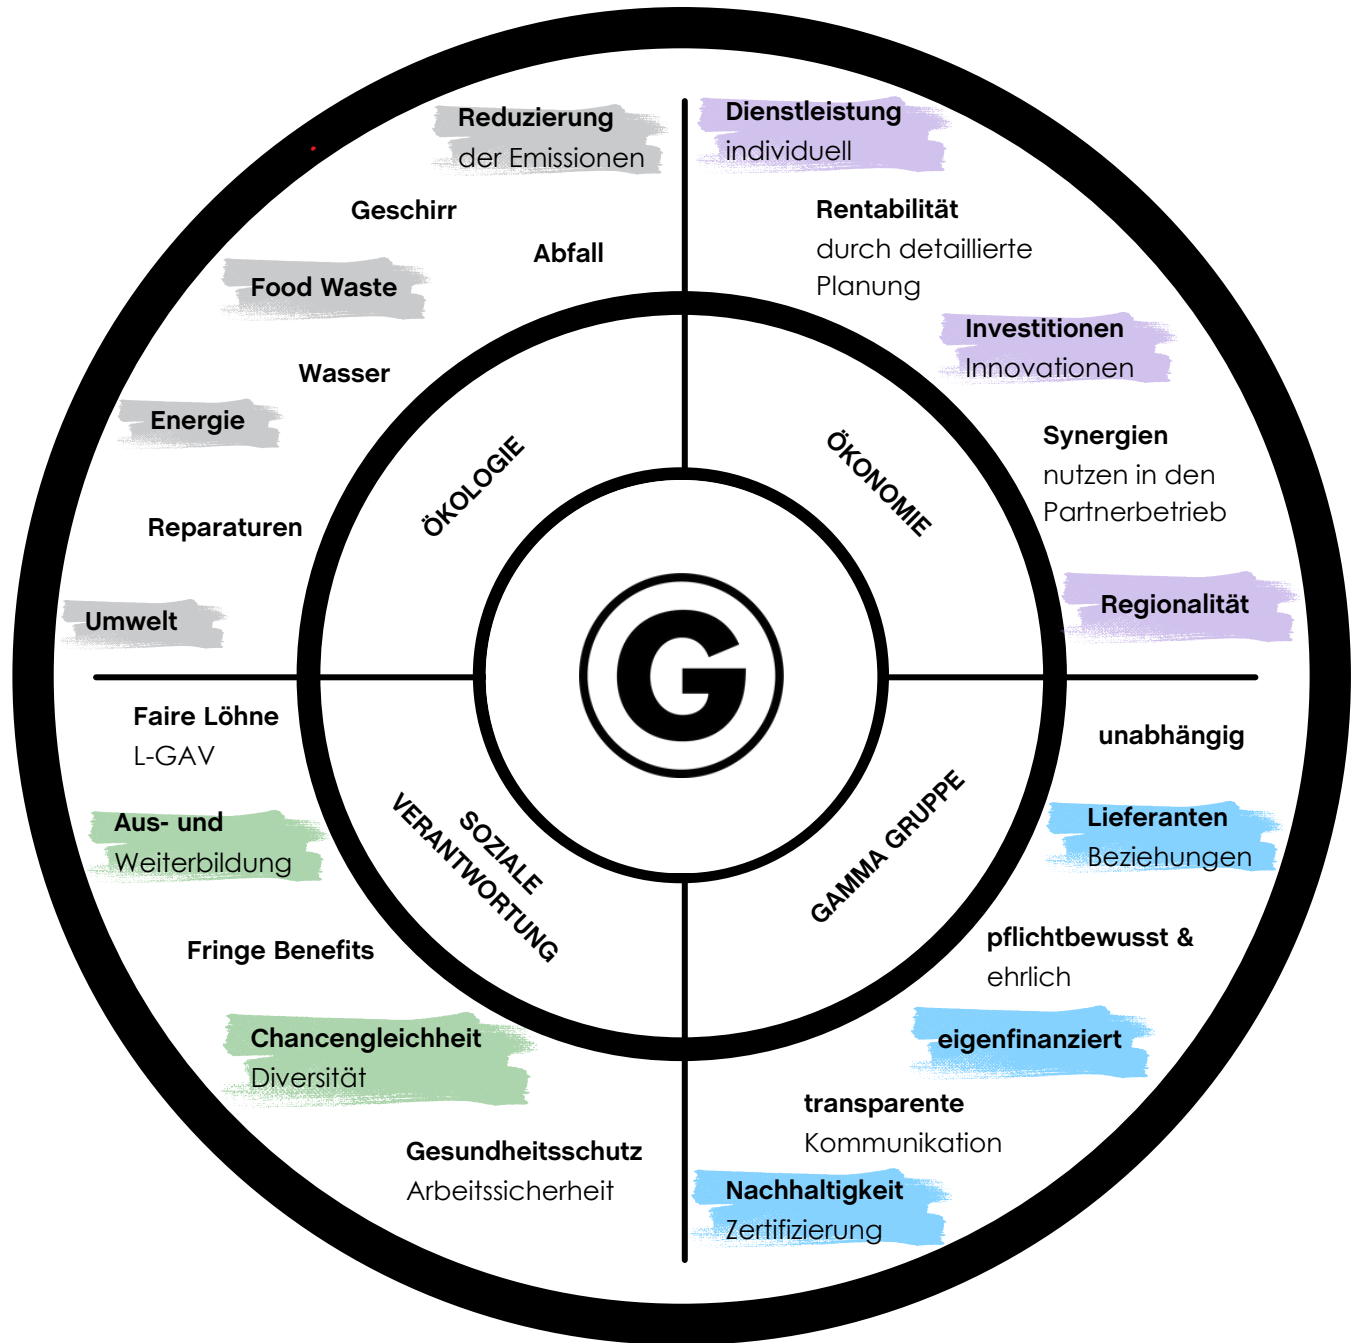 Reduzierung
der Emissionen
Geschirr
Abfall
Food Waste
Wasser
Energie
Reparaturen
Umwelt
ÖKOLOGIE
Dienstleistung
individuell
Rentabilität
durch detaillierte
Planung
Investitionen
Innovationen
Synergien
nutzen in den
Partnerbetrieb
Regionalität
ÖKONOMIE
G
Faire Löhne
L-GAV
Aus- und
Weiterbildung
Fringe Benefits
Chancengleichheit
Diversität
Gesundheitsschutz
Arbeitssicherheit
SOZIALE
VERANTWORTUNG
GAMMA GRUPPE
unabhängig
Lieferanten
Beziehungen
pflichtbewusst &
ehrlich
eigenfinanziert
transparente
Kommunikation
Nachhaltigkeit
Zertifizierung